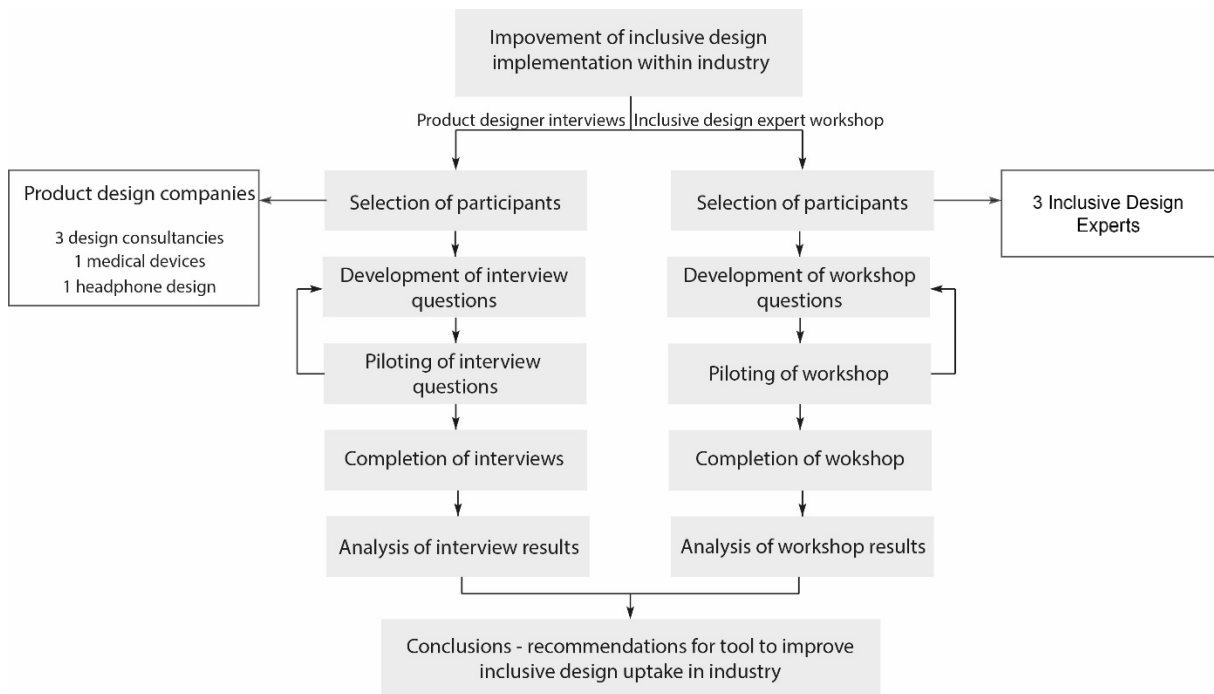 Impovement of inclusive design
implementation within industry
Product designer interviews
Inclusive design expert workshop
Product design companies
3 design consultancies
1 medical devices
1 headphone design
Selection of participants
Selection of participants
3 Inclusive Design
Experts
Development of interview
questions
Development of workshop
questions
Piloting of interview
questions
Piloting of workshop
Completion of interviews
Completion of wokshop
Analysis of interview results
Analysis of workshop results
Conclusions - recommendations for tool to improve
inclusive design uptake in industry